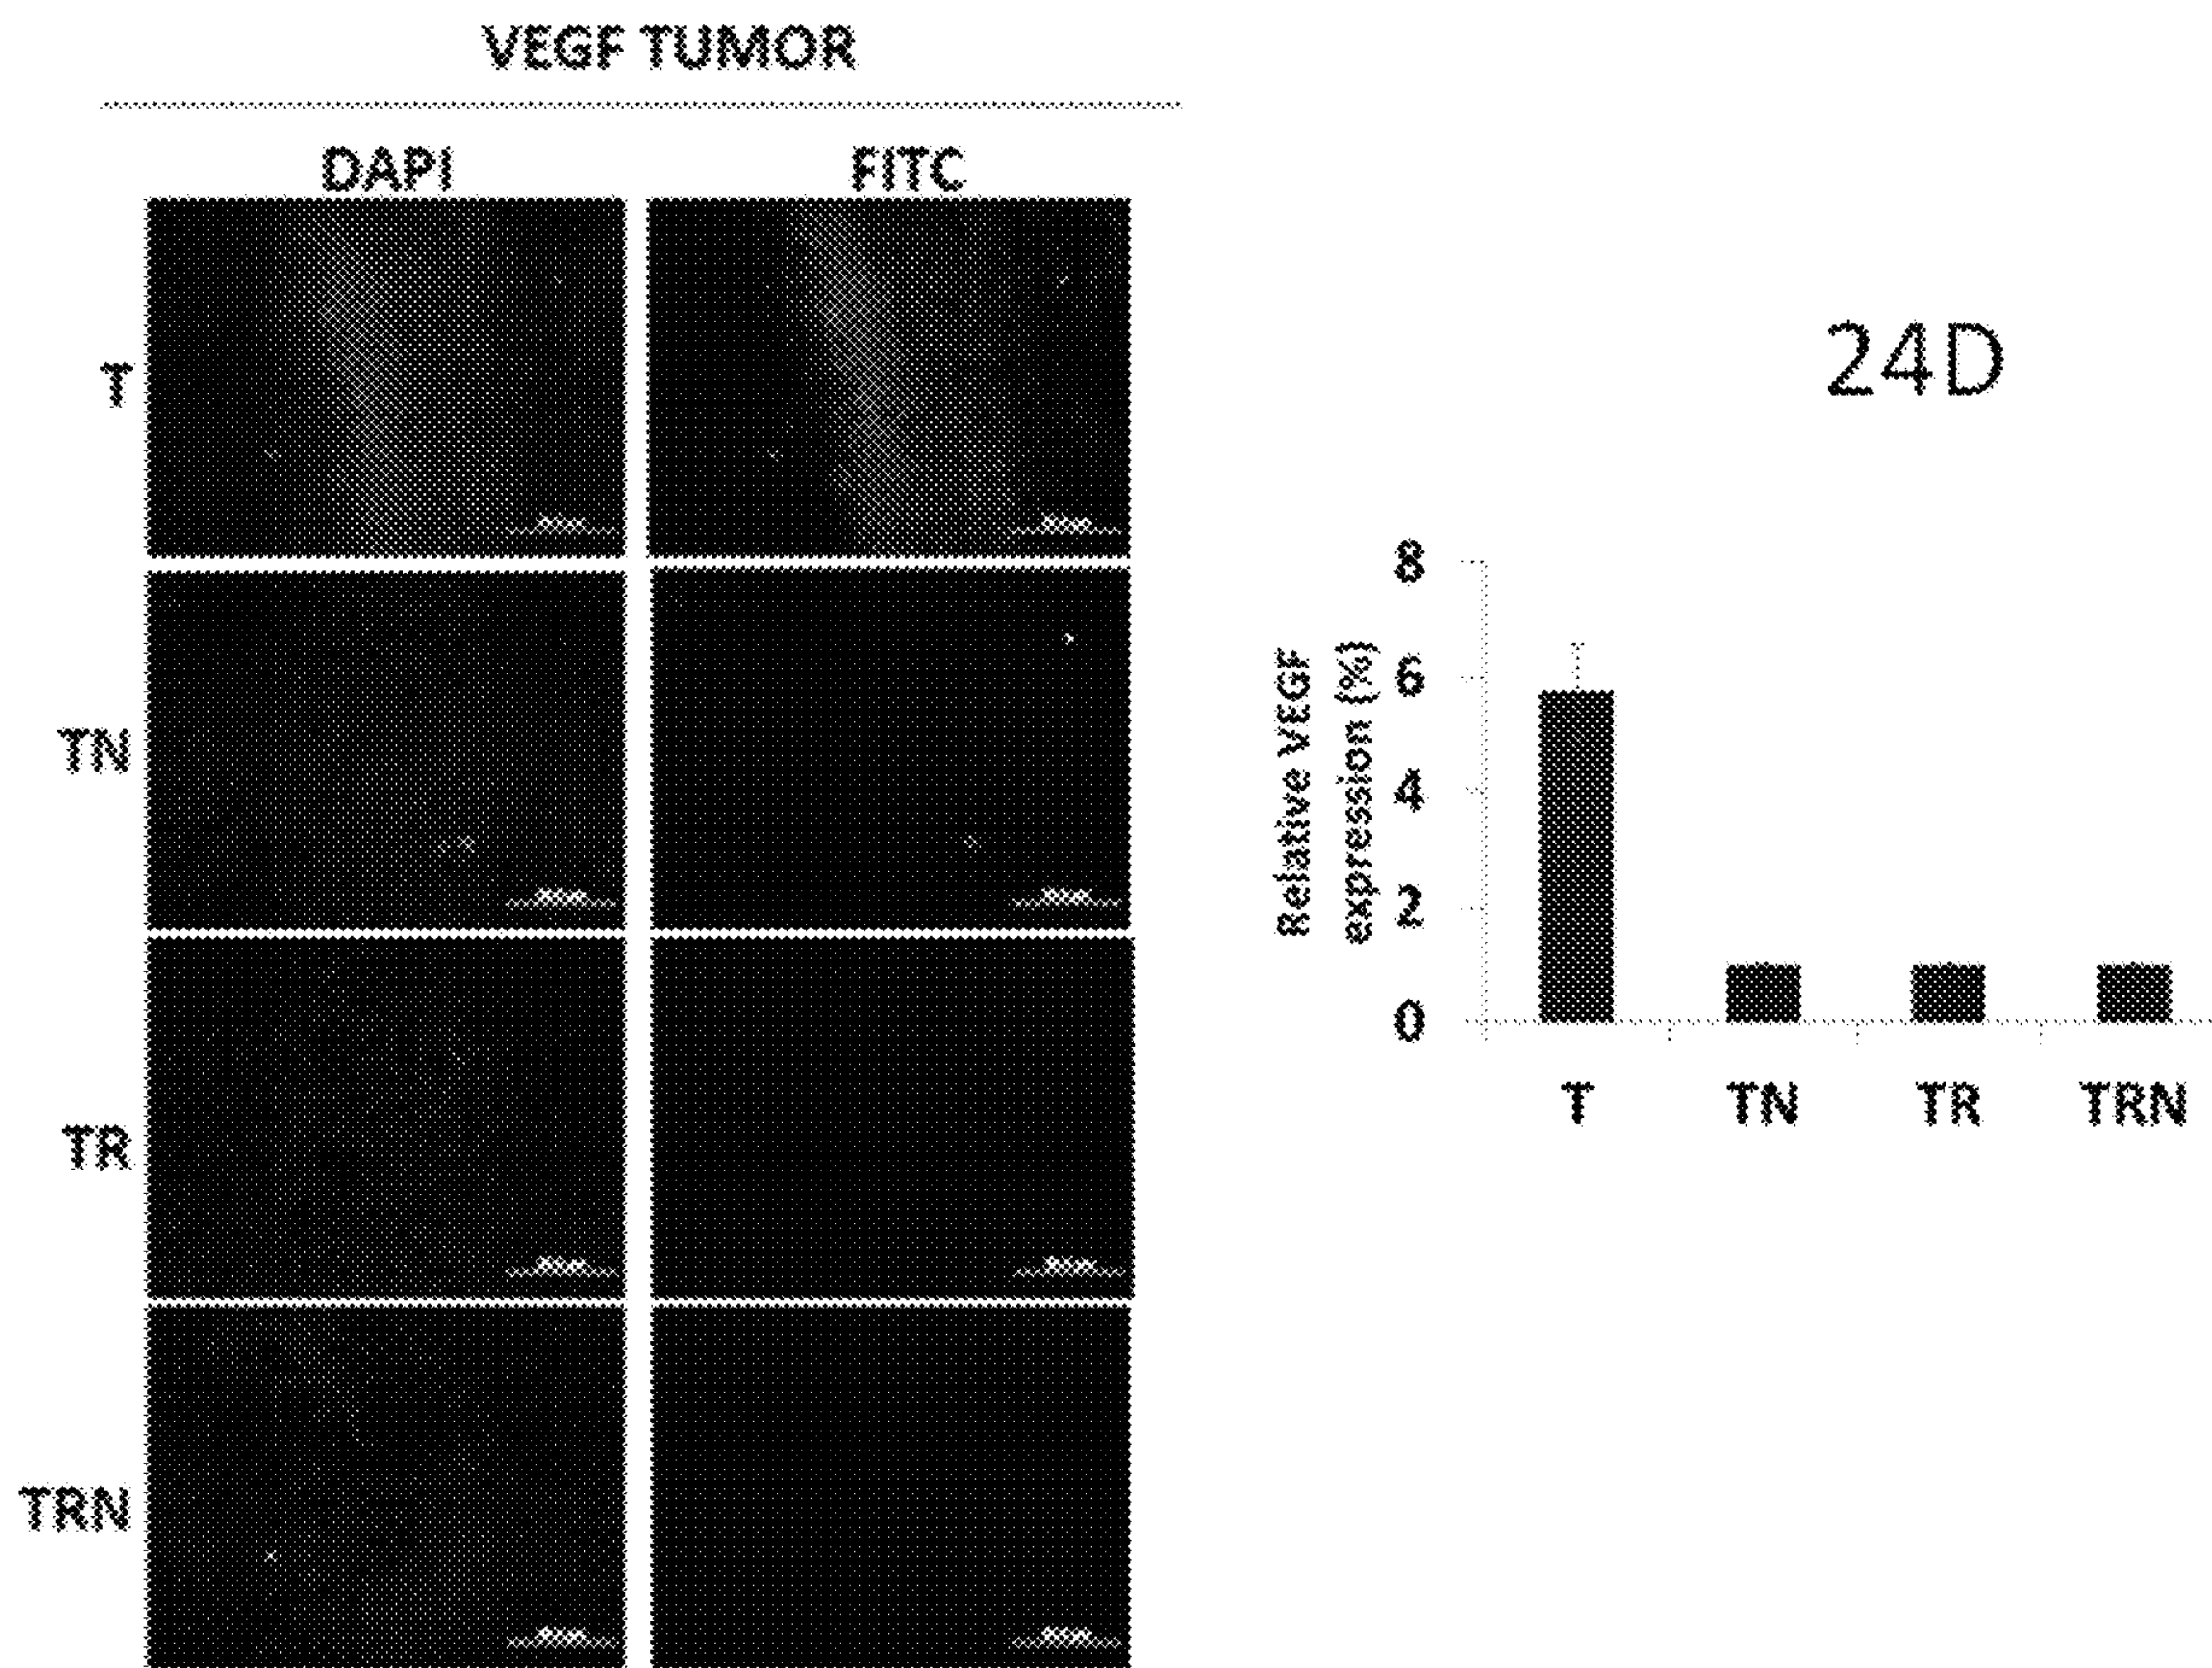 VEGF TUMOR
DAPI FITC
T
TN
TR
TRN
24D
Relative VEGF
expression (%)
8
6
4
2
0
T TN TR TRN